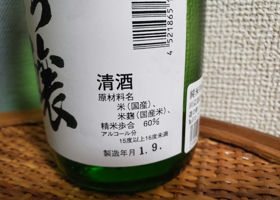 醸
4521865
清酒
原材料名
米(国産)、
米麹(国産米)、
精米歩合 60%
アルコール分
15度以上16度未満
製造年月 1.9.